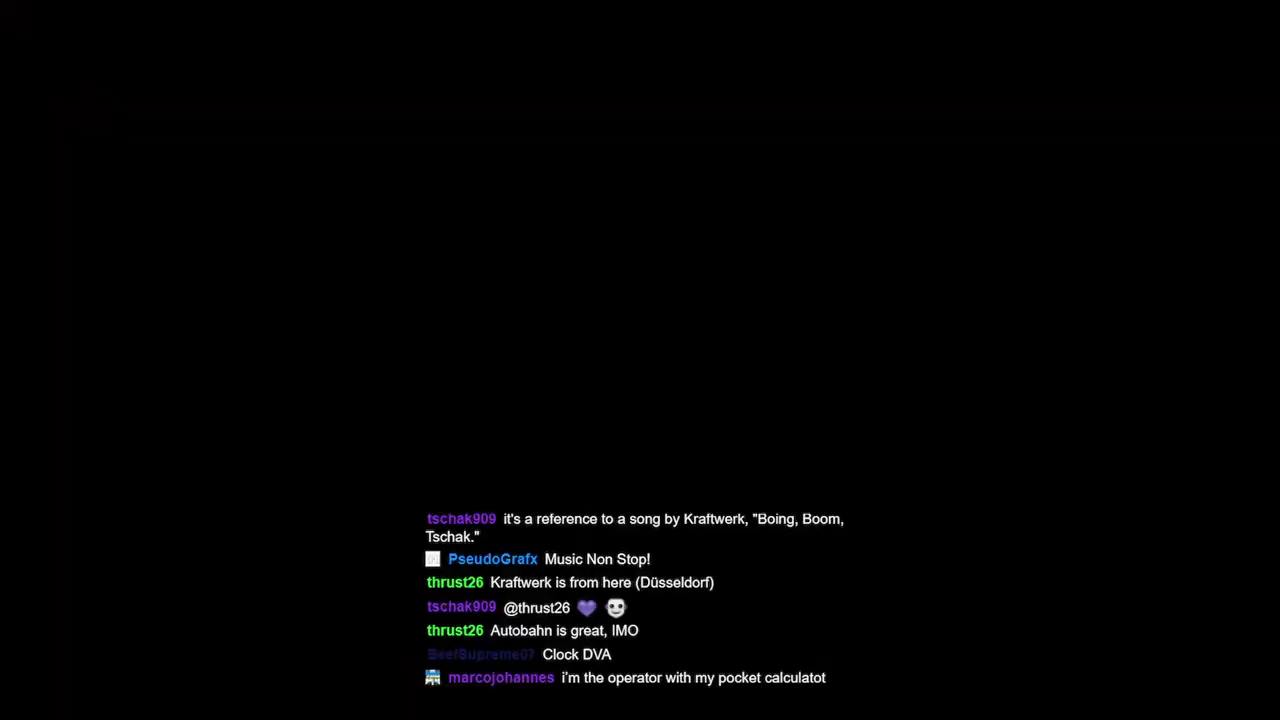 tschak909 it's a reference to a song by Kraftwerk, "Boing, Boom,
Tschak."
PseudoGrafx Music Non Stop!
thrust26 Kraftwerk is from here (Düsseldorf)
tschak909 @thrust26
thrust26 Autobahn is great, IMO
BeefSupreme07 Clock DVA
marcojohannes i'm the operator with my pocket calculatot